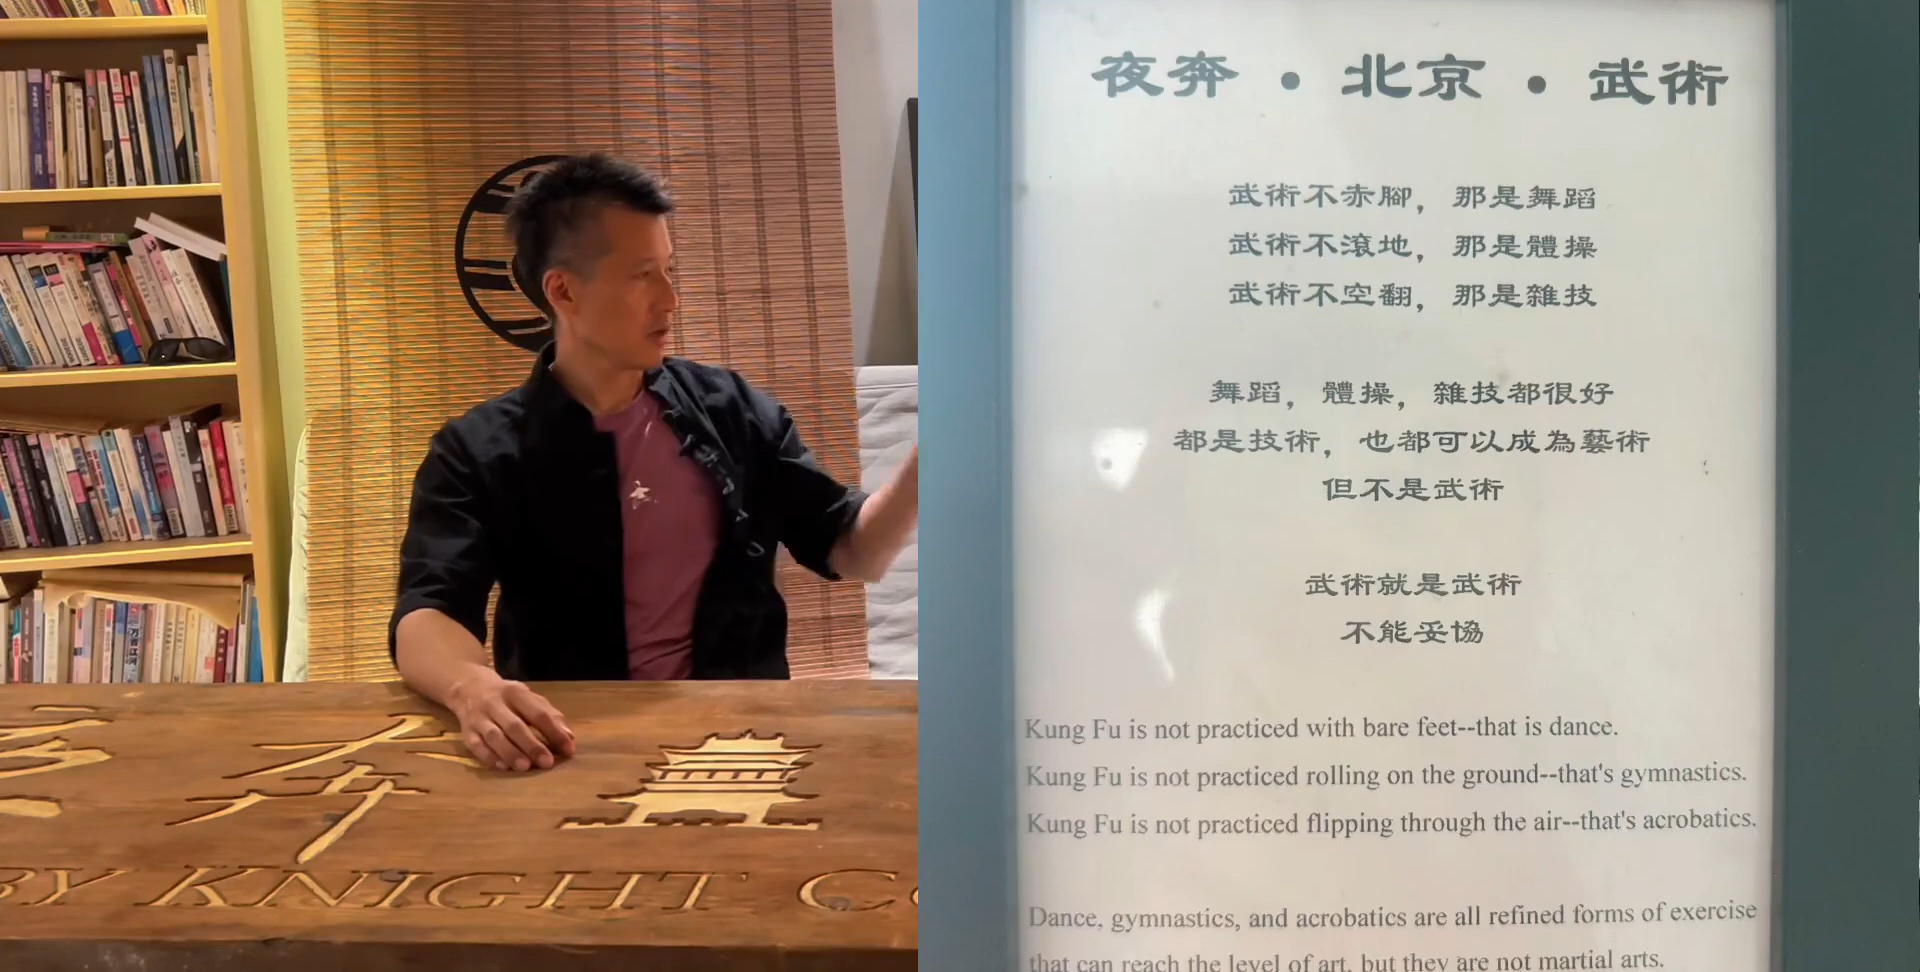 奔
BY KNIGHT CO
夜奔 • 北京 • 武術
武術不赤腳，那是舞蹈
武術不滾地，那是體操
武術不空翻，那是雜技
舞蹈，體操，雜技都很好
都是技術，也都可以成為藝術
但不是武術
武術就是武術
不能妥協
Kung Fu is not practiced with bare feet--that is dance.
Kung Fu is not practiced rolling on the ground--that's gymnastics.
Kung Fu is not practiced flipping through the air--that's acrobatics.
Dance, gymnastics, and acrobatics are all refined forms of exercise
that can reach the level of art, but they are not martial arts.